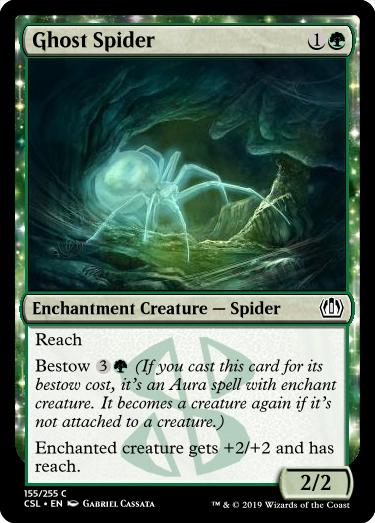 Ghost Spider 1
Enchantment Creature — Spider
Reach
Bestow 3 (If you cast this card for its
bestow cost, it's an Aura spell with enchant
creature. It becomes a creature again if it's
not attached to a creature.)
Enchanted creature gets +2/+2 and has
reach.
2/2
155/255 C
CSL • EN Gabriel Cassata
™ & © 2019 Wizards of the Coast